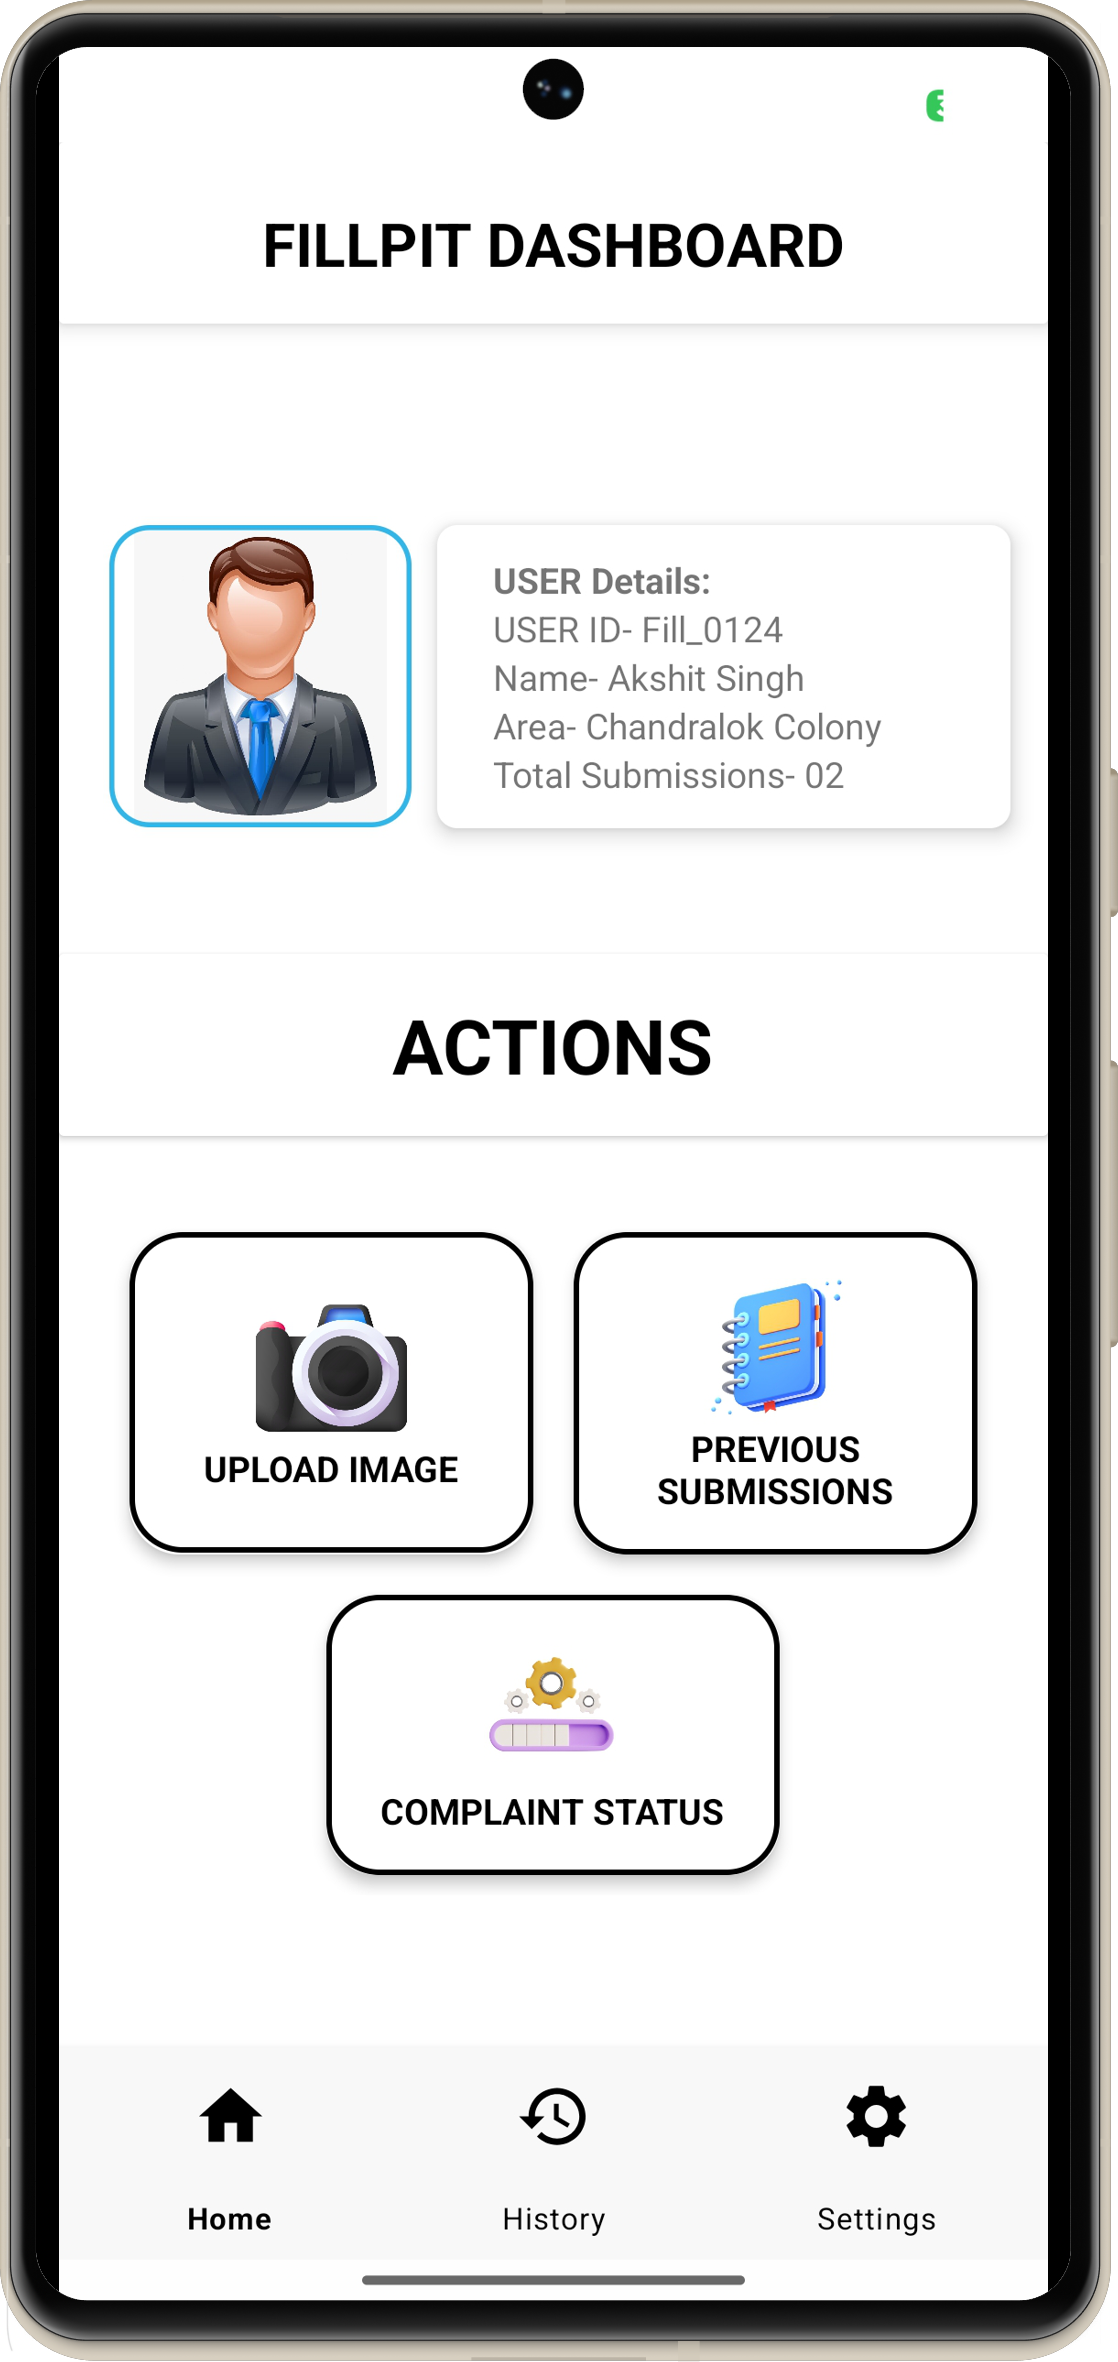 FILLPIT DASHBOARD
USER Details:
USER ID- Fill_0124
Name- Akshit Singh
Area- Chandralok Colony
Total Submissions- 02
ACTIONS
UPLOAD IMAGE
PREVIOUS
SUBMISSIONS
COMPLAINT STATUS
Home
History
Settings